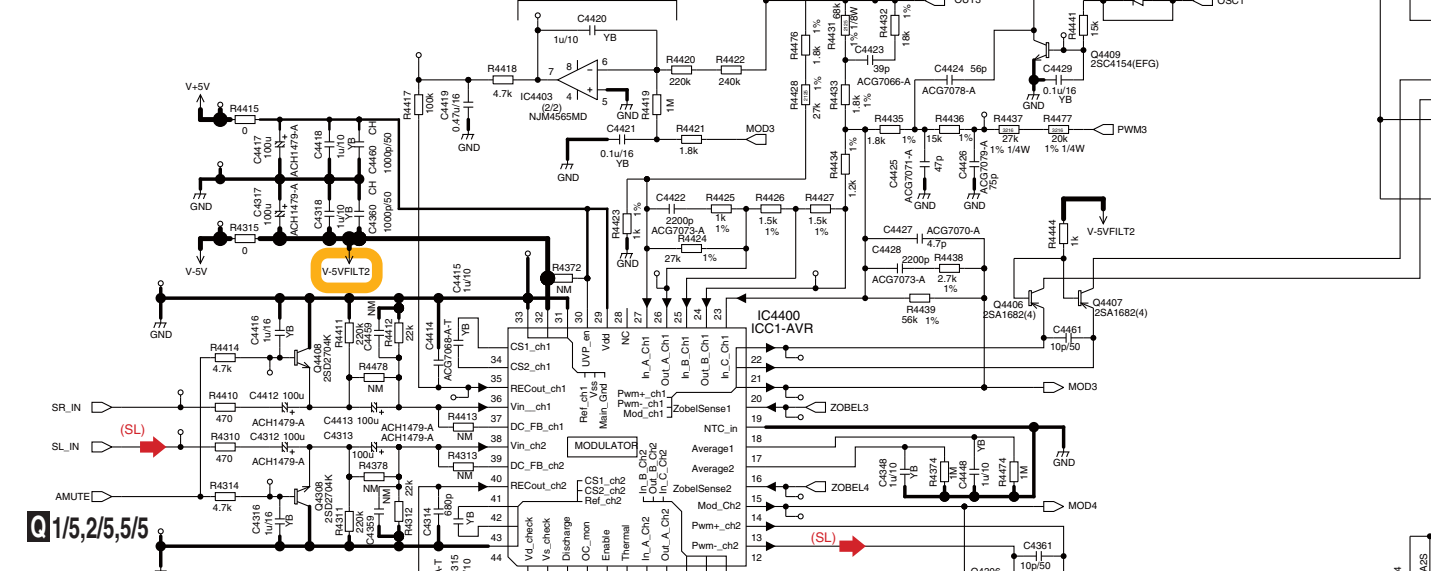 OSC1
C4420
1u/10 YB
R4418
4.7k
7
8
4
6
5
IC4403
(2/2)
NJM4565MD
GND
R4420
220k
R4422
240k
R4419
1M
R4417
100k
C4419
0.47u/16
GND
C4421
0.1u/16
YB
GND
R4421
1.8k
MOD3
R4476
1.8k 1%
R4428
27k 1%
R4431
68k
1% 1/8W
R4432
18k 1%
C4423
39p
ACG7066-A
R4433
1.8k
1%
R4434
1.2k
1%
C4424 56p
ACG7078-A
R4441
15k
Q4409
2SC4154(EFG)
C4429
0.1u/16
YB
GND
R4435
1.8k 1%
R4436
15k 1%
R4437
27k
1% 1/4W
R4477
20k
1% 1/4W
PWM3
C4425
ACG7071-A
47p
GND
C4426
ACG7079-A
75p
GND
V+5V
R4415
0
C4417
100u
ACH1479-A
C4418
1u/10
YB
C4460 CH
1000p/50
GND
C4317
100u
ACH1479-A
C4318
1u/10
YB
C4360 CH
1000p/50
R4315
0
V-5V
V-5VFILT2
R4423
1k 1%
GND
C4422
2200p
ACG7073-A
R4424
27k 1%
R4425
1k
1%
R4426
1.5k
1%
R4427
1.5k
1%
C4427 ACG7070-A
4.7p
C4428
2200p
ACG7073-A
R4438
2.7k
1%
R4439
56k 1%
R4444
1k
V-5VFILT2
Q4406
2SA1682(4)
Q4407
2SA1682(4)
C4461
10p/50
R4372
NM
C4415
1u/10
GND
C4416
1u/16
YB
Q4408
2SD2704K
R4411
220k
C4459
NM
R4412
22k
C4414
ACG7068-A-T
YB
R4414
4.7k
R4478
NM
SR_IN
R4410
470
C4412 100u
ACH1479-A
C4413 100u
ACH1479-A
R4413
NM
(SL)
SL_IN
R4310
470
C4312 100u
ACH1479-A
C4313
100u
ACH1479-A
R4313
NM
R4378
NM
AMUTE
R4314
4.7k
C4316
1u/16
YB
Q4308
2SD2704K
R4311
220k
C4359
NM
R4312
22k
C4314
680p
YB
Q 1/5,2/5,5/5
IC4400
ICC1-AVR
33
32
31
30
29
28
27
26
25
24
23
UVP_en
Vdd
NC
In_A_Ch1
Out_A_Ch1
In_B_Ch1
Out_B_Ch1
In_C_Ch1
CS1_ch1
34
CS2_ch1
35
RECout_ch1
36
Vin__ch1
37
DC_FB_ch1
38
Vin_ch2
39
DC_FB_ch2
40
RECout_ch2
41
42
43
44
Ref_ch1
Vss
Main_Gnd
Pwm+_ch1
Pwm-_ch1
Mod_ch1
MODULATOR
CS1_ch2
CS2_ch2
Ref_ch2
In_B_Ch2
Out_B_Ch2
In_C_Ch2
Vd_check
Vs_check
Discharge
OC_mon
Enable
Thermal
In_A_Ch2
Out_A_Ch2
22
21
20
ZobelSense1
19
NTC_in
18
Average1
17
Average2
16
ZobelSense2
15
Mod_Ch2
14
Pwm+_ch2
13
Pwm-_ch2
12
MOD3
ZOBEL3
GND
C4348
1u/10
YB
R4374
1M
C4448
1u/10
YB
R4474
1M
ZOBEL4
MOD4
(SL)
C4361
10p/50